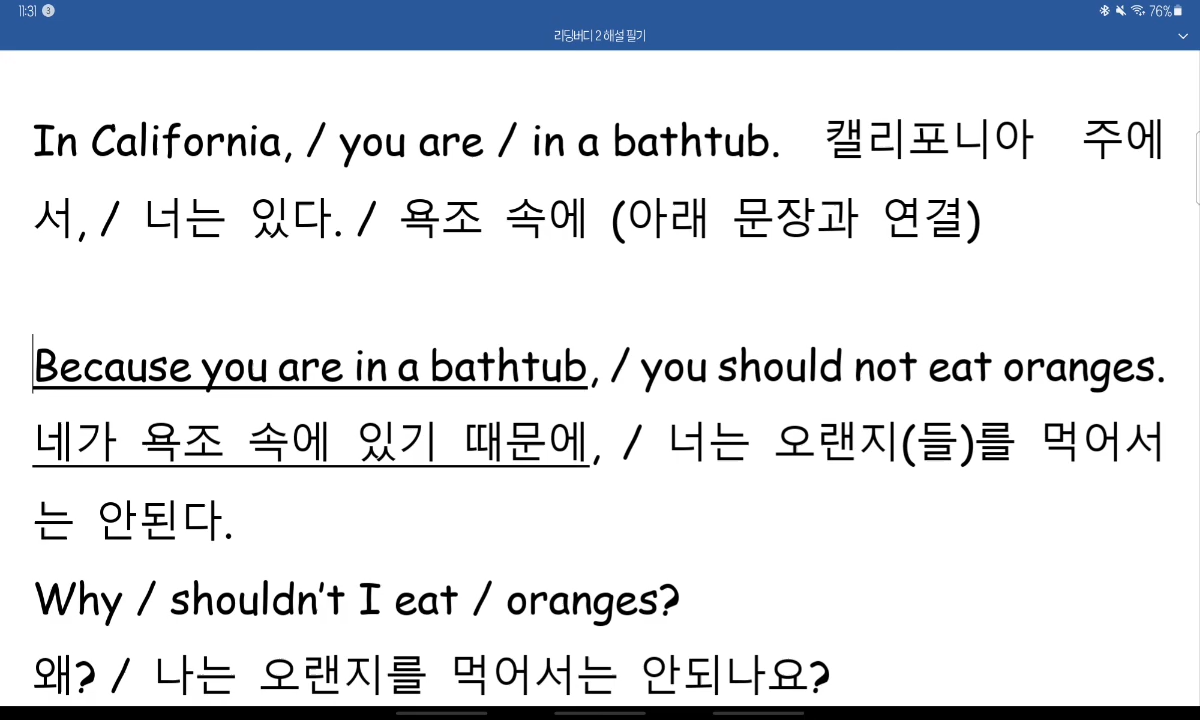 11:31 3 76%
리딩버디 2 해설 필기
In California, / you are / in a bathtub. 캘리포니아 주에
서, / 너는 있다. / 욕조 속에 (아래 문장과 연결)
Because you are in a bathtub, / you should not eat oranges.
네가 욕조 속에 있기 때문에, / 너는 오랜지(들)를 먹어서
는 안된다.
Why / shouldn't I eat / oranges?
왜? / 나는 오랜지를 먹어서는 안되나요?